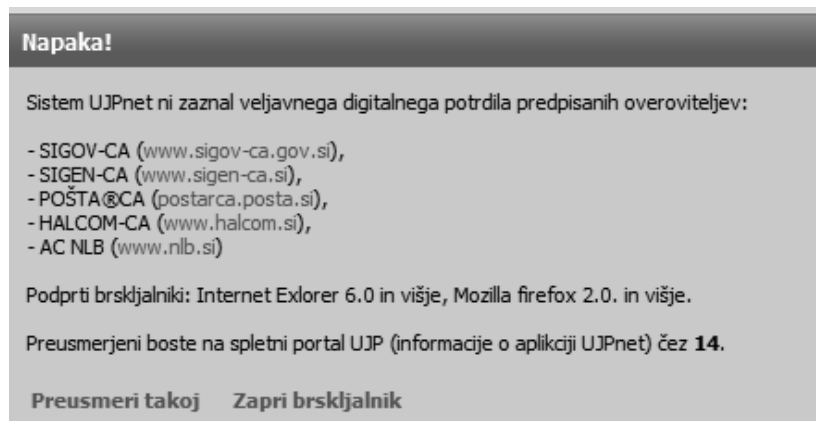 Napaka!
Sistem UJPnet ni zaznal veljavnega digitalnega potrdila predpisanih overoviteljev:
- SIGOV-CA (www.sigov-ca.gov.si),
- SIGEN-CA (www.sigen-ca.si),
- POŠTA®CA (postarca.posta.si),
- HALCOM-CA (www.halcom.si),
- AC NLB (www.nlb.si)
Podprti brskljalniki: Internet Exlorer 6.0 in višje, Mozilla firefox 2.0. in višje.
Preusmerjeni boste na spletni portal UJP (informacije o aplikciji UJPnet) čez 14.
Preusmeri takoj Zapri brskljalnik